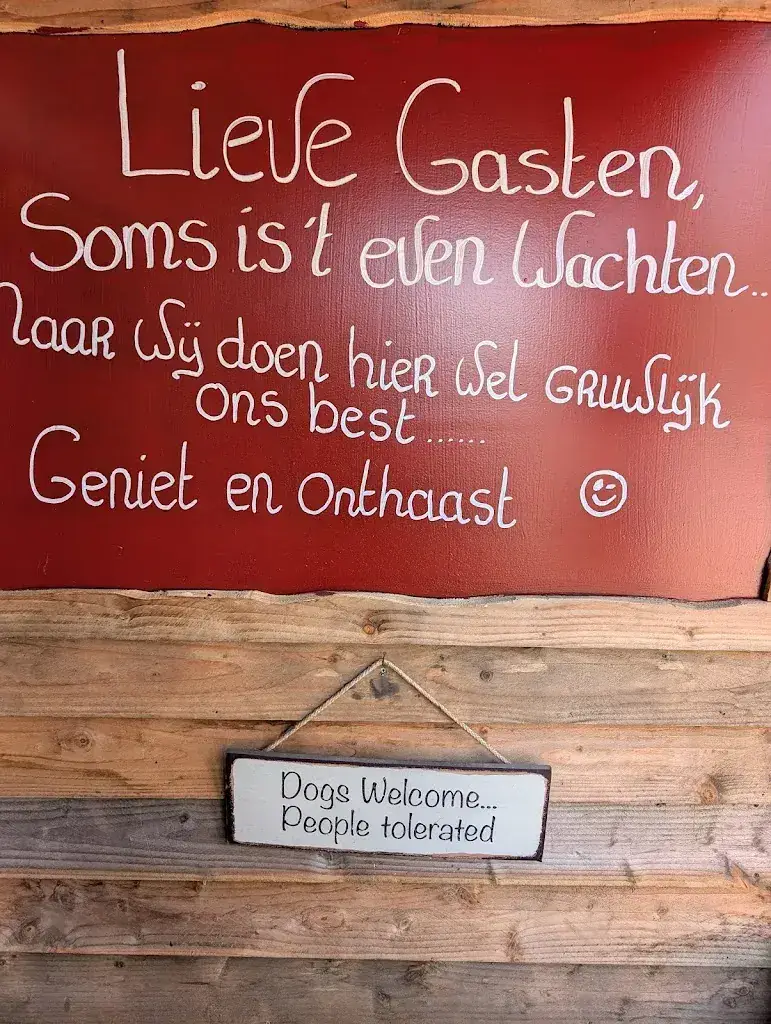 Lieve Gasten,
Soms is 't even Wachten..
Maar Wij doen hier Wel GRUWlijk
ons best ......
Geniet en Onthaast
Dogs Welcome...
People tolerated